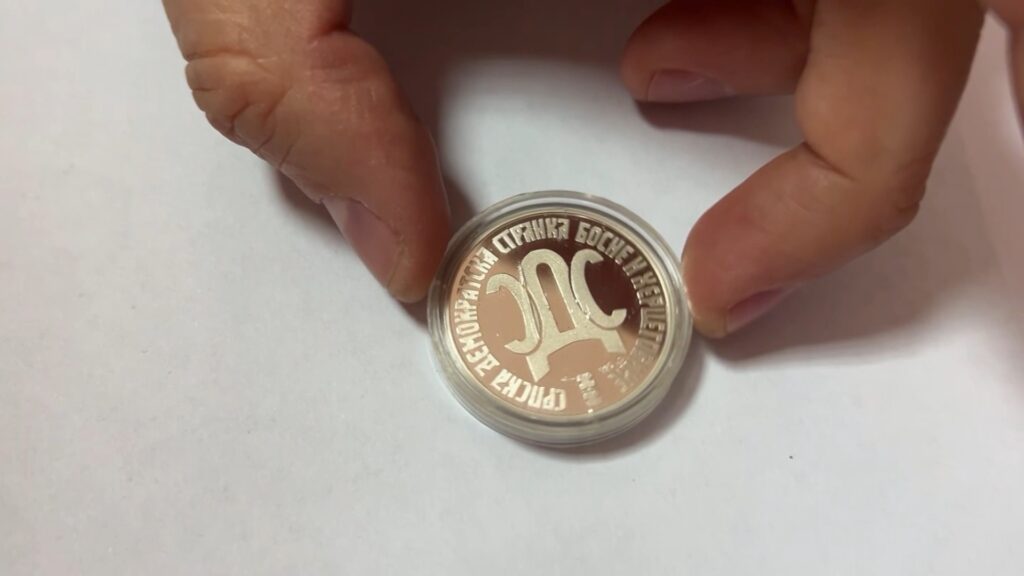 СРПСКА ДЕМОКРАТСКА СТРАНКА БОСНЕ И ХЕРЦЕГОВИНЕ
СДС